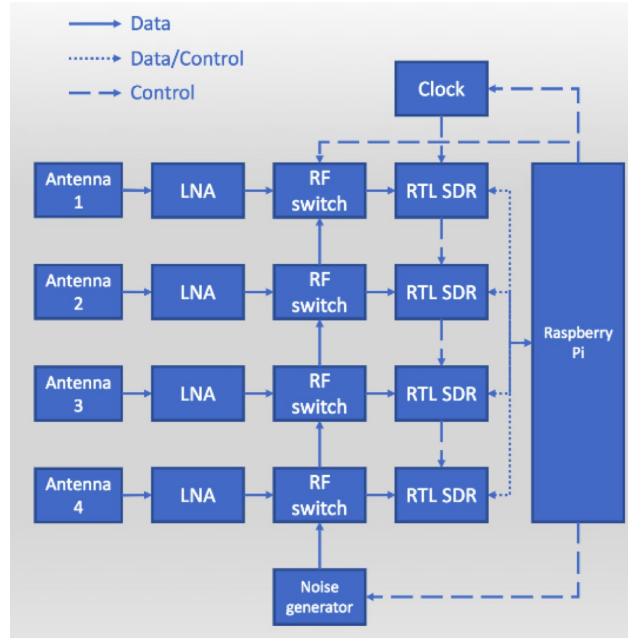 Data
Data/Control
Control
Clock
Antenna
1
LNA
RF
switch
RTL SDR
Antenna
2
LNA
RF
switch
RTL SDR
Raspberry
Pi
Antenna
3
LNA
RF
switch
RTL SDR
Antenna
4
LNA
RF
switch
RTL SDR
Noise
generator